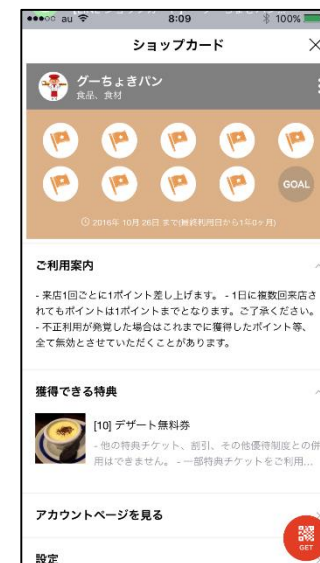 au 8:09 100%
ショップカード
グーちょきパン
食品、食材
GOAL
2016年 10月 26日 まで(最終利用日から1年0ヶ月)
ご利用案内
- 来店1回ごとに1ポイント差し上げます。 - 1日に複数回来店さ
れてもポイントは1ポイントまでとなります。ご了承ください。
- 不正利用が発覚した場合はこれまでに獲得したポイント等、
全て無効とさせていただくことがあります。
獲得できる特典
[10] デザート無料券
- 他の特典チケット、割引、その他優待制度との併
用はできません。 - 一部特典チケットをご利用...
アカウントページを見る
GET
設定